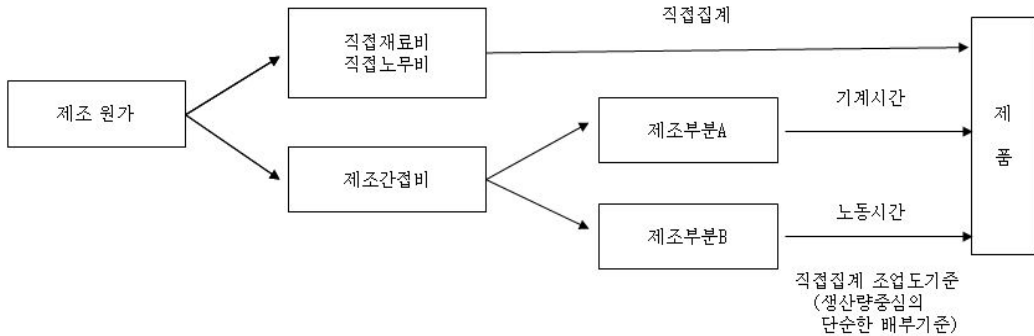 직접집계
직접재료비
직접노무비
제조 원가
기계시간
제조부분A
제
품
제조간접비
노동시간
제조부분B
직접집계 조업도기준
(생산량중심의
단순한 배부기준)